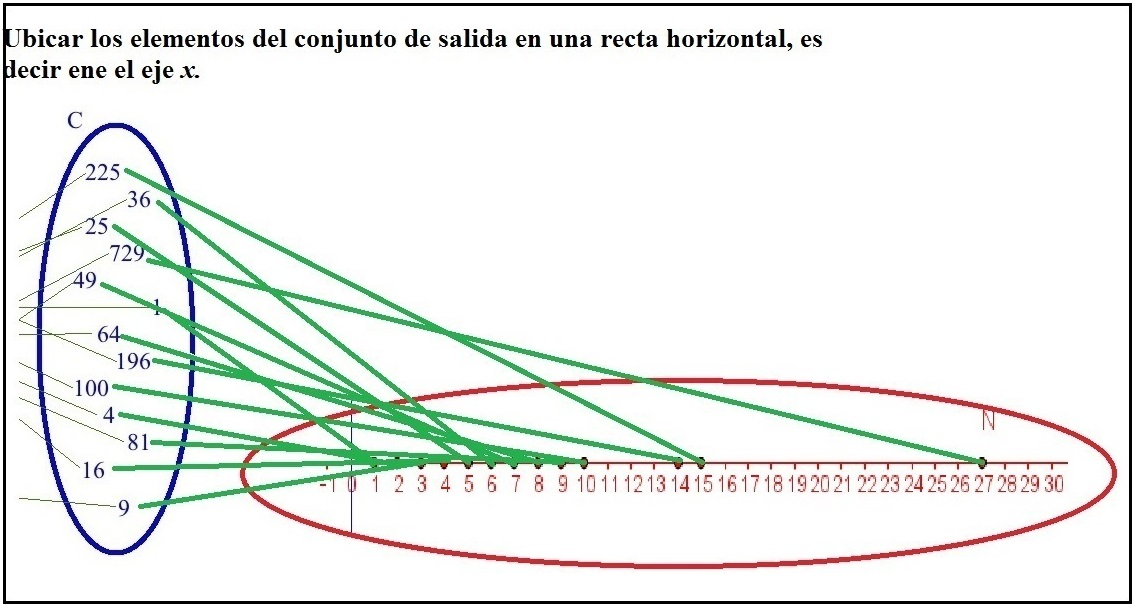 Ubicar los elementos del conjunto de salida en una recta horizontal, es
decir ene el eje x.
C
225
36
25
729
49
1
64
196
100
4
81
16
9
N
-1 0 1 2 3 4 5 6 7 8 9 10 11 12 13 14 15 16 17 18 19 20 21 22 23 24 25 26 27 28 29 30